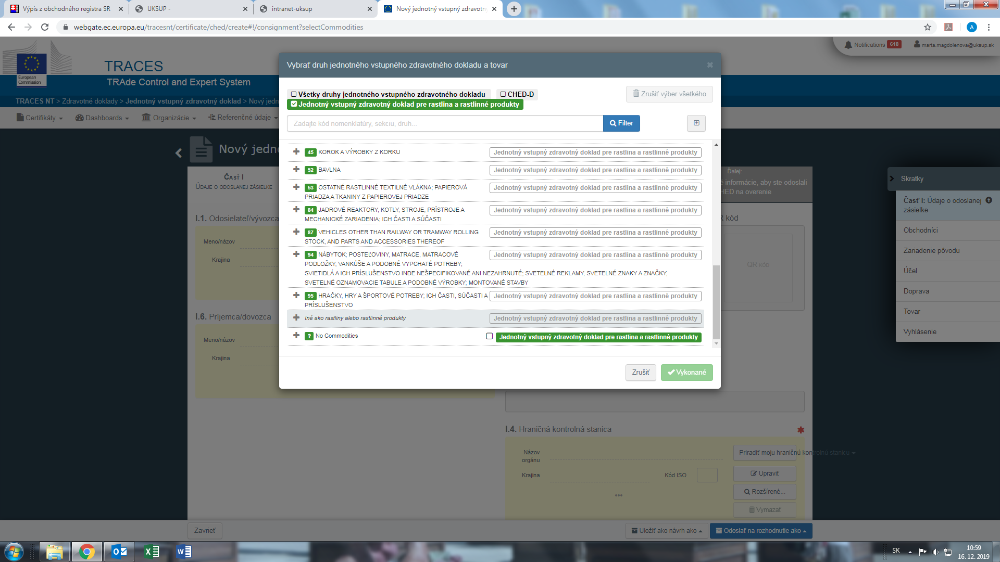 Výpis z obchodného registra SR
UKSUP -
intranet-uksup
Nový jednotný vstupný zdravotn
webgate.ec.europa.eu/tracesnt/certificate/ched/create#!/consignment?selectCommodities
A
Notifications 618
marta.magdolenova@uksup.sk
European
Commission
TRACES
TRAde Control and Expert System
TRACES NT > Zdravotné doklady > Jednotný vstupný zdravotný doklad > Nový jedn
Certifikáty
Dashboards
Organizácie
Referenčné údaje
Nový jedn
Časť I
Údaje o odoslanej zásielke
Ďalej:
é informácie, aby ste odoslali
HED na overenie
I.1. Odosielateľ/vývozca
Meno/názov
Krajina
I.6. Príjemca/dovozca
Meno/názov
Krajina
R kód
QR kód
Vybrať druh jednotného vstupného zdravotného dokladu a tovar
Všetky druhy jednotného vstupného zdravotného dokladu
CHED-D
Jednotný vstupný zdravotný doklad pre rastlina a rastlinné produkty
Zrušiť výber všetkého
Zadajte kód nomenklatúry, sekciu, druh...
Filter
45 KOROK A VÝROBKY Z KORKU
Jednotný vstupný zdravotný doklad pre rastlina a rastlinné produkty
52 BAVLNA
Jednotný vstupný zdravotný doklad pre rastlina a rastlinné produkty
53 OSTATNÉ RASTLINNÉ TEXTILNÉ VLÁKNA; PAPIEROVÁ
PRIADZA A TKANINY Z PAPIEROVEJ PRIADZE
Jednotný vstupný zdravotný doklad pre rastlina a rastlinné produkty
84 JADROVÉ REAKTORY, KOTLY, STROJE, PRÍSTROJE A
MECHANICKÉ ZARIADENIA; ICH ČASTI A SÚČASTI
Jednotný vstupný zdravotný doklad pre rastlina a rastlinné produkty
87 VEHICLES OTHER THAN RAILWAY OR TRAMWAY ROLLING
STOCK, AND PARTS AND ACCESSORIES THEREOF
Jednotný vstupný zdravotný doklad pre rastlina a rastlinné produkty
94 NÁBYTOK; POSTEĽOVINY, MATRACE, MATRACOVÉ
PODLOŽKY, VANKÚŠE A PODOBNÉ VYPCHATÉ POTREBY;
SVIETIDLÁ A ICH PRÍSLUŠENSTVO INDE NEŠPECIFIKOVANÉ ANI NEZAHRNUTÉ; SVETELNÉ REKLAMY, SVETELNÉ ZNAKY A ZNAČKY,
SVETELNÉ OZNAMOVACIE TABULE A PODOBNÉ VÝROBKY; MONTOVANÉ STAVBY
Jednotný vstupný zdravotný doklad pre rastlina a rastlinné produkty
95 HRAČKY, HRY A ŠPORTOVÉ POTREBY; ICH ČASTI, SÚČASTI A
PRÍSLUŠENSTVO
Jednotný vstupný zdravotný doklad pre rastlina a rastlinné produkty
Iné ako rastliny alebo rastlinné produkty
Jednotný vstupný zdravotný doklad pre rastlina a rastlinné produkty
? No Commodities
Jednotný vstupný zdravotný doklad pre rastlina a rastlinné produkty
Zrušiť
Vykonané
Skratky
Časť I: Údaje o odoslanej
zásielke
Obchodníci
Zariadenie pôvodu
Účel
Doprava
Tovar
Vyhlásenie
I.4. Hraničná kontrolná stanica
Názov
orgánu
Krajina
Kód ISO
Priradiť moju hraničnú kontrolnú stanicu
Upraviť
Rozšírené...
Vymazať
Zavrieť
Uložiť ako návrh ako
Odoslať na rozhodnutie ako
SK
10:59
16. 12. 2019